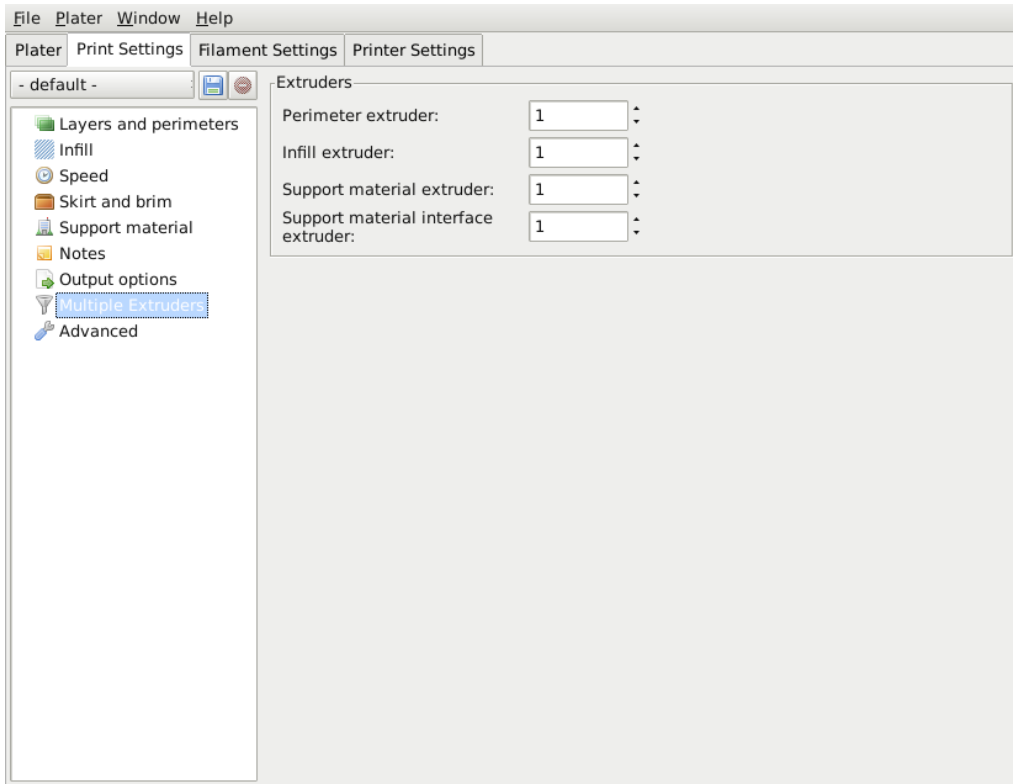 File Plater Window Help
Plater Print Settings Filament Settings Printer Settings
- default -
Extruders
Layers and perimeters
Infill
Speed
Skirt and brim
Support material
Notes
Output options
Multiple Extruders
Advanced
Perimeter extruder: 1
Infill extruder: 1
Support material extruder: 1
Support material interface
extruder: 1